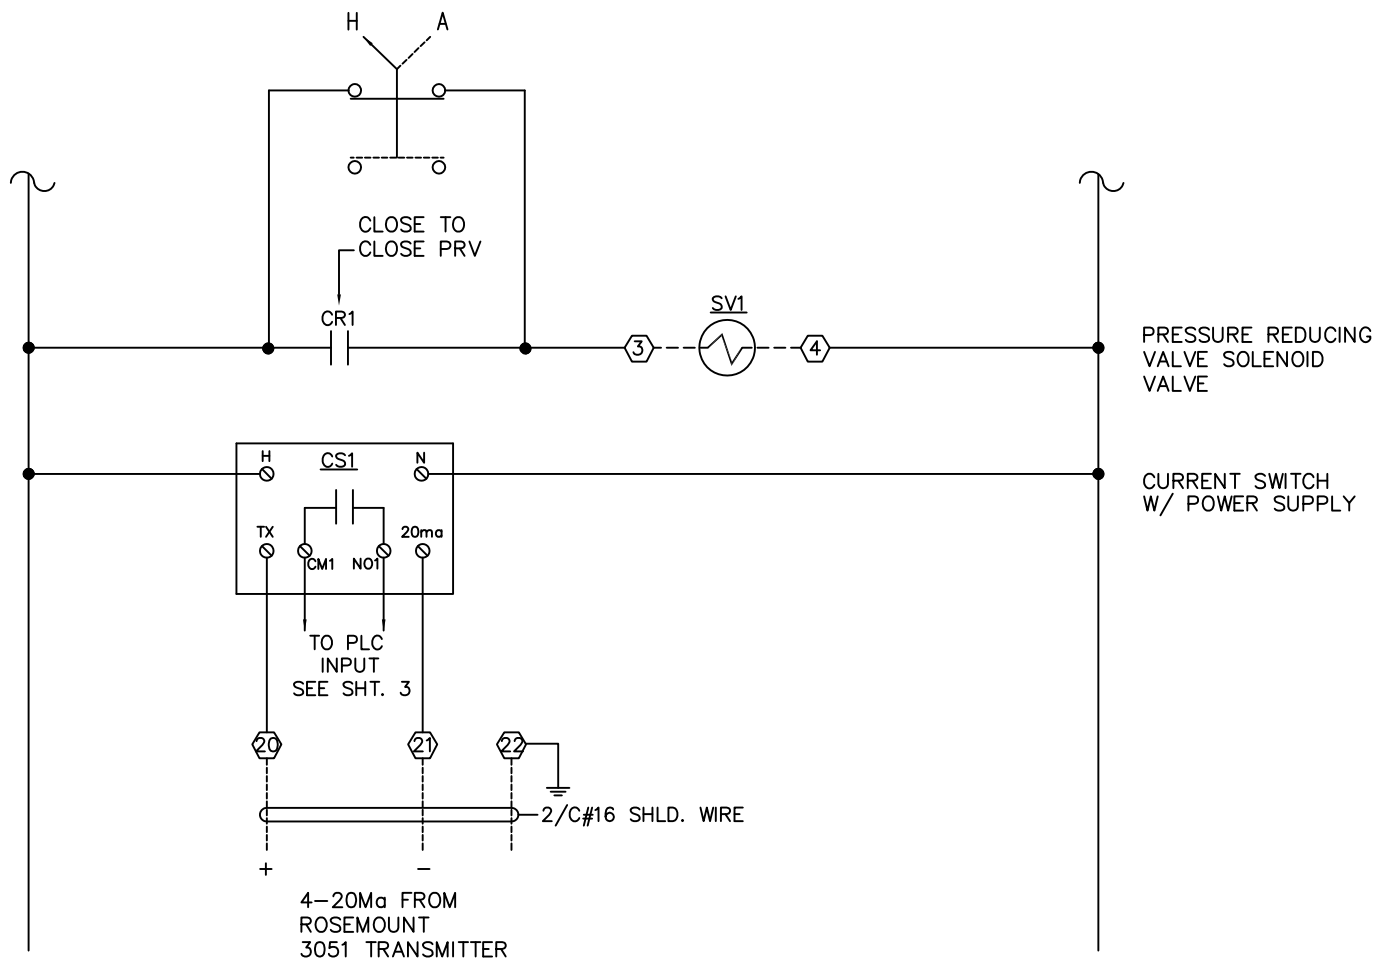 H A
CLOSE TO
CLOSE PRV
CR1
SV1
3
4
PRESSURE REDUCING
VALVE SOLENOID
VALVE
H
CS1
N
TX
20ma
CM1
NO1
CURRENT SWITCH
W/ POWER SUPPLY
TO PLC
INPUT
SEE SHT. 3
20
21
22
2/C#16 SHLD. WIRE
+
−
4-20Ma FROM
ROSEMOUNT
3051 TRANSMITTER